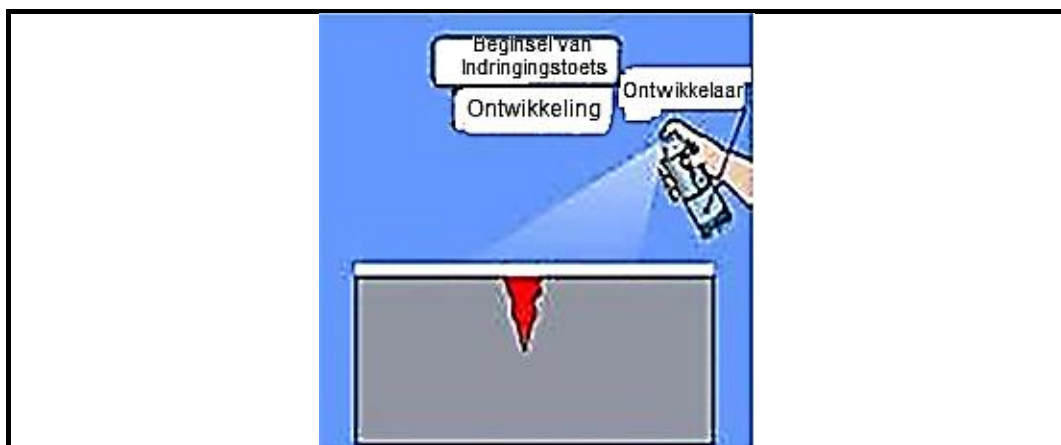 Beginsel van
Indringingstoets
Ontwikkeling
Ontwikkelaar